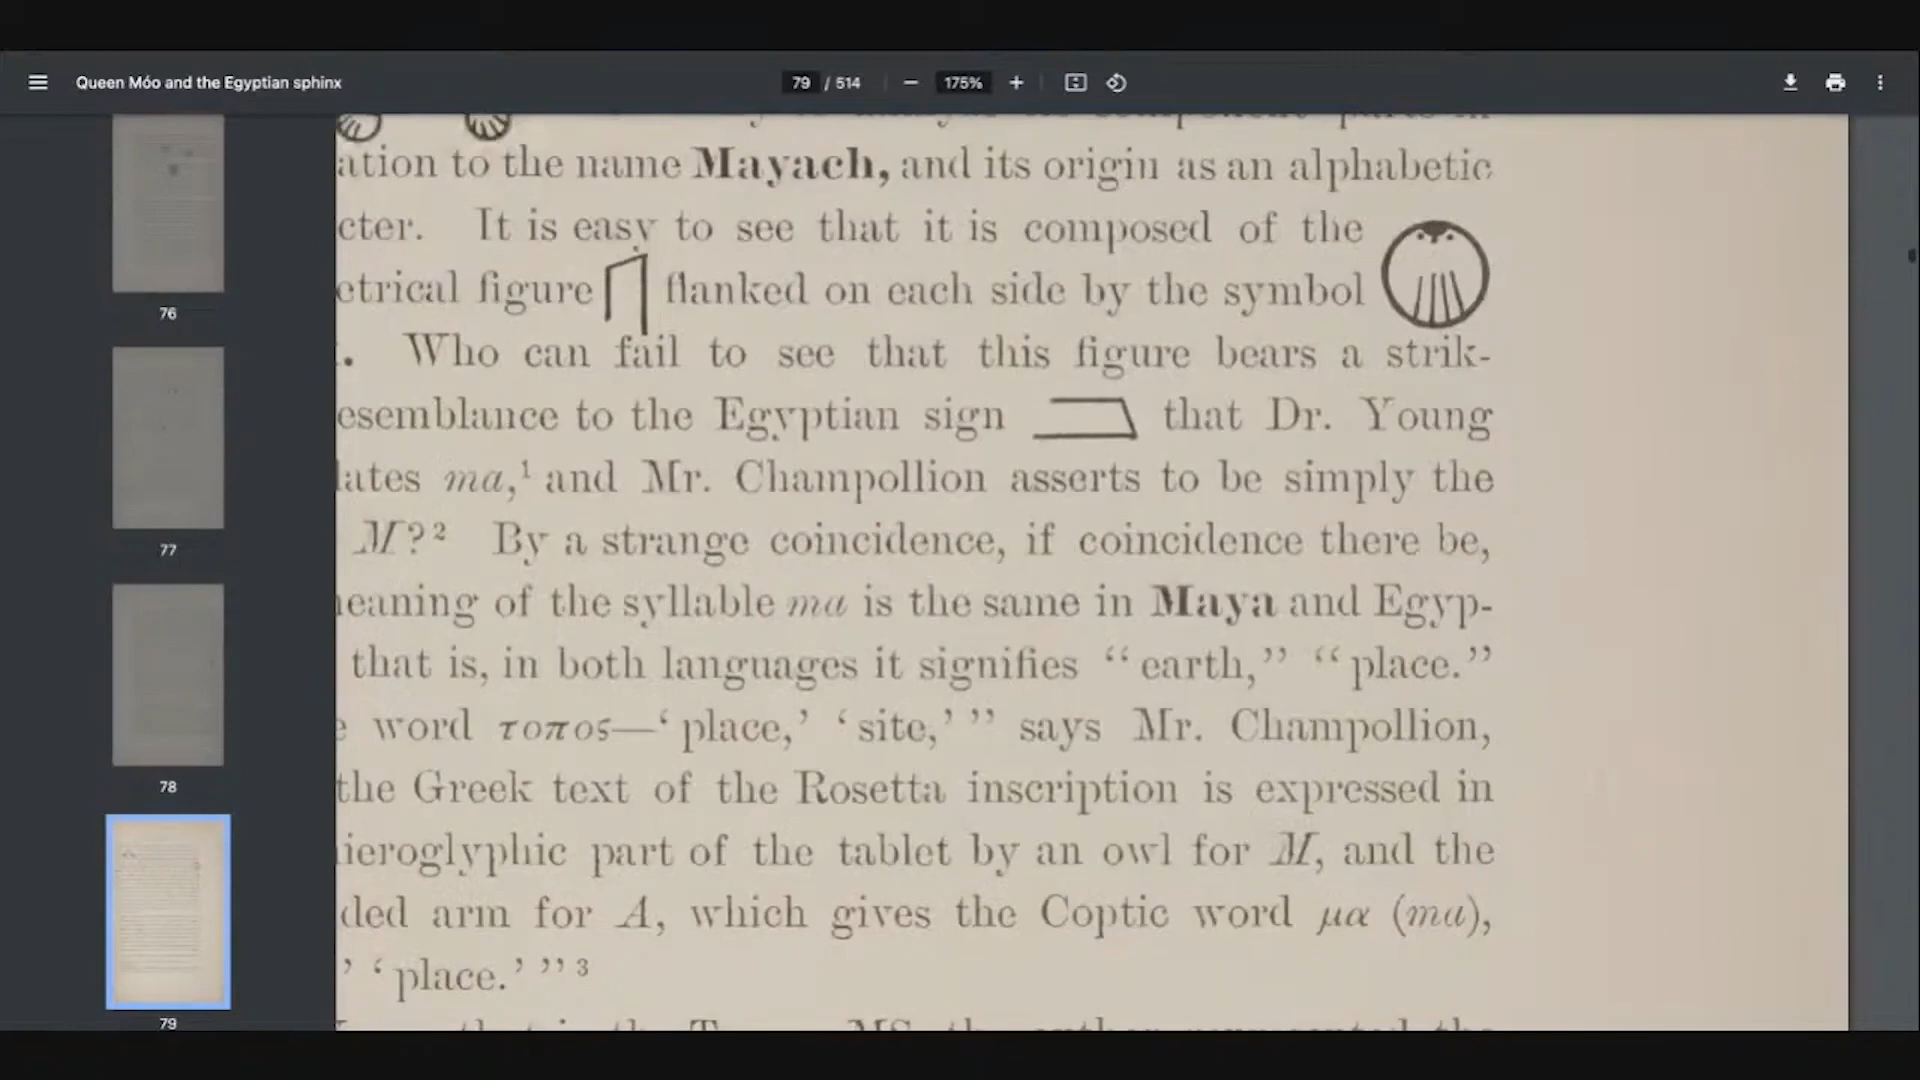 Queen Móo and the Egyptian sphinx
79 / 514
175%
76
77
78
79
ation to the name Mayach, and its origin as an alphabetic
cter. It is easy to see that it is composed of the
etrical figure flanked on each side by the symbol
. Who can fail to see that this figure bears a strik-
esemblance to the Egyptian sign that Dr. Young
lates ma,¹ and Mr. Champollion asserts to be simply the
M?² By a strange coincidence, if coincidence there be,
eaning of the syllable ma is the same in Maya and Egyp-
that is, in both languages it signifies “earth,” “place.”
word τοπος—‘place,’ ‘site,’” says Mr. Champollion,
the Greek text of the Rosetta inscription is expressed in
ieroglyphic part of the tablet by an owl for M, and the
ded arm for A, which gives the Coptic word μα (ma),
’ ‘place.’”³